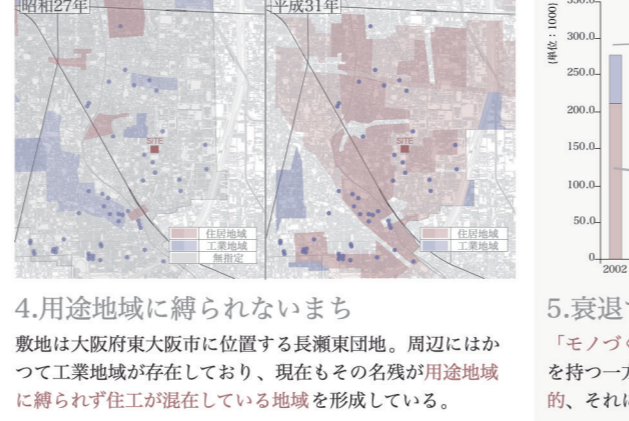 昭和27年
平成31年
SITE
SITE
住居地域
工業地域
無指定
住居地域
工業地域
4.用途地域に縛られないまち
敷地は大阪府東大阪市に位置する長瀬東団地。周辺にはか
つて工業地域が存在しており、現在もその名残が用途地域
に縛られず住工が混在している地域を形成している。
(単位：1000)
350.0
300.0
250.0
200.0
150.0
100.0
50.0
0
2002
5.衰退
「モノづく
を持つ一方
的、それに